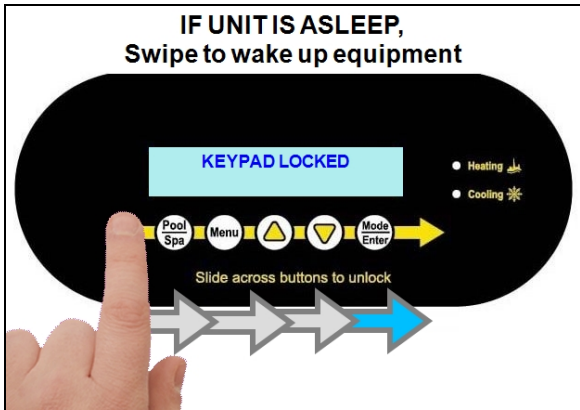 IF UNIT IS ASLEEP,
Swipe to wake up equipment
KEYPAD LOCKED
Heating
Cooling
Pool
Spa
Menu
Mode
Enter
Slide across buttons to unlock